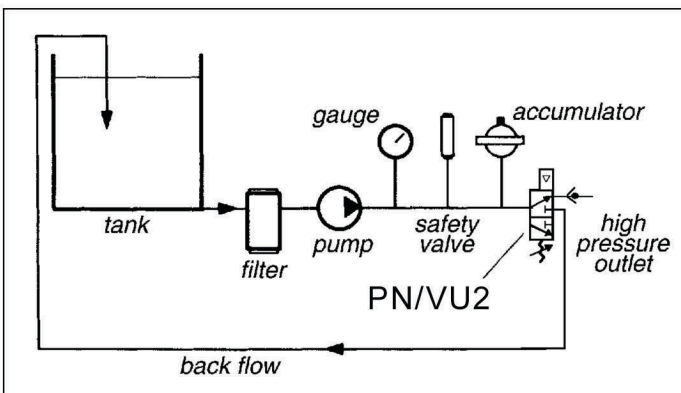 gauge
accumulator
tank
filter
pump
safety
valve
high
pressure
outlet
PN/VU2
back flow